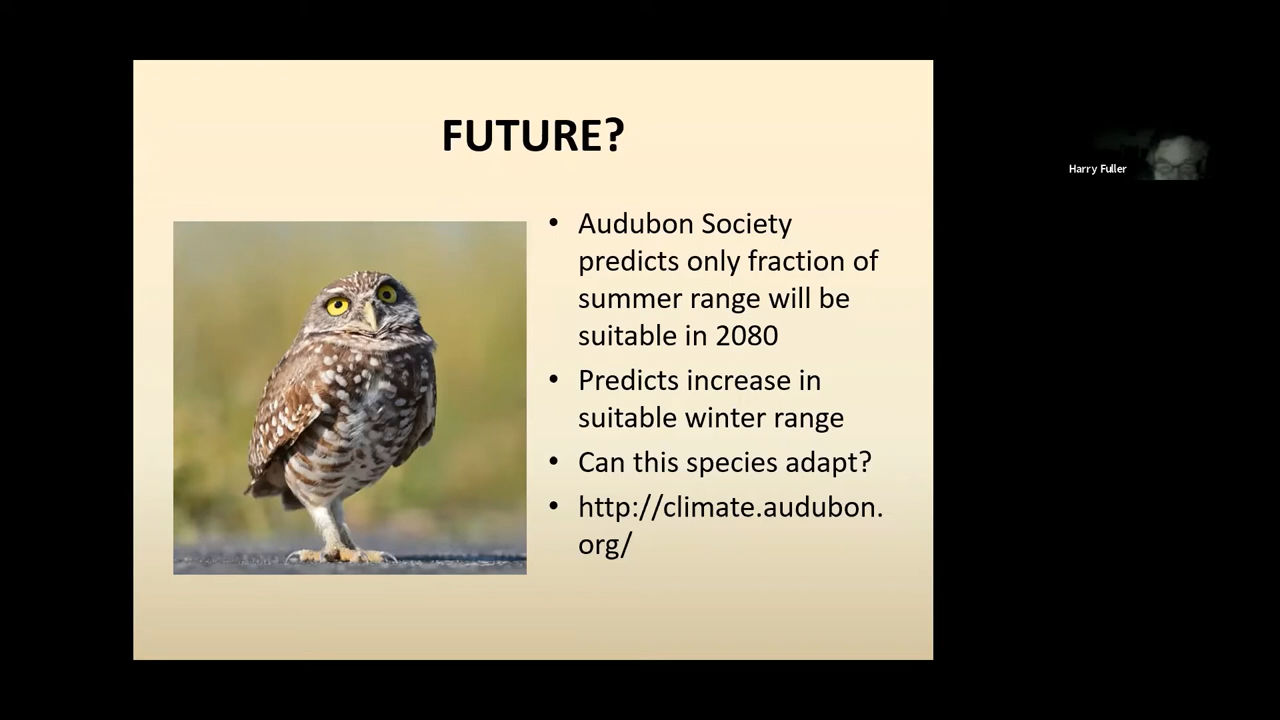 FUTURE?
• Audubon Society
predicts only fraction of
summer range will be
suitable in 2080
• Predicts increase in
suitable winter range
• Can this species adapt?
• http://climate.audubon.
org/
Harry Fuller